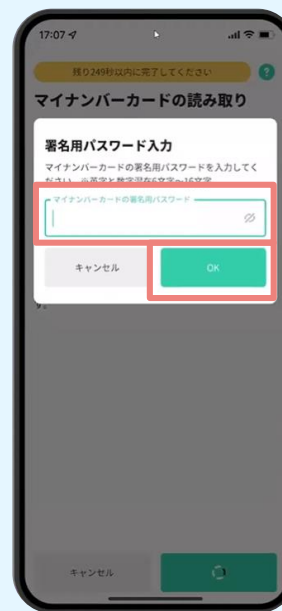 17:07
残り249秒以内に完了してください
?
マイナンバーカードの読み取り
署名用パスワード入力
マイナンバーカードの署名用パスワードを入力してく
ださい。※英字と数字混在6文字～16文字
マイナンバーカードの署名用パスワード
キャンセル
OK
す。
キャンセル